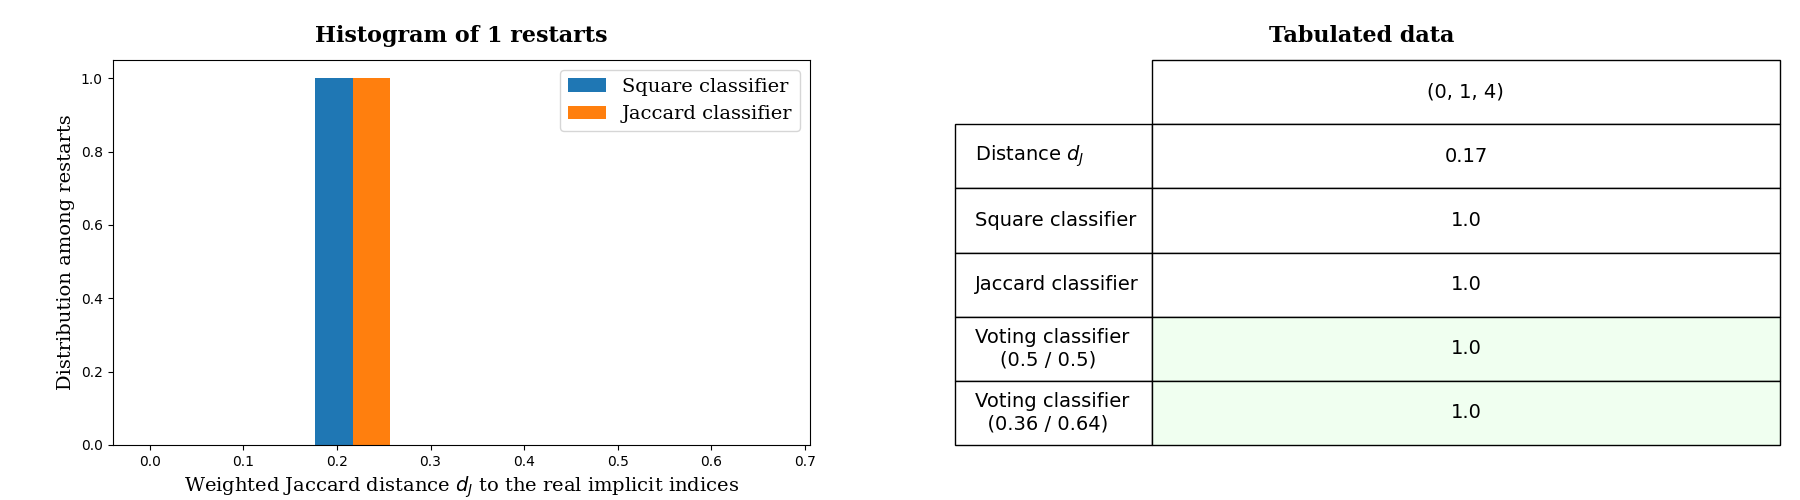 Histogram of 1 restarts
1.0
0.8
0.6
0.4
0.2
0.0
Distribution among restarts
Square classifier
Jaccard classifier
0.0 0.1 0.2 0.3 0.4 0.5 0.6 0.7
Weighted Jaccard distance d_J to the real implicit indices
Tabulated data
(0, 1, 4)
Distance d_J 0.17
Square classifier 1.0
Jaccard classifier 1.0
Voting classifier
(0.5 / 0.5) 1.0
Voting classifier
(0.36 / 0.64) 1.0